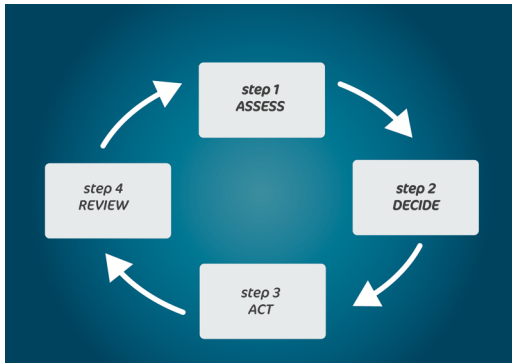 step 1
ASSESS
step 2
DECIDE
step 3
ACT
step 4
REVIEW